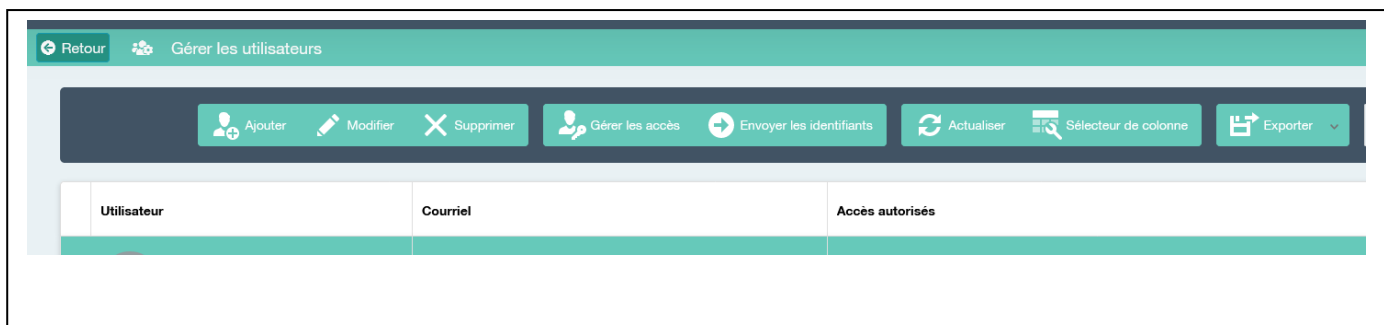 Retour Gérer les utilisateurs
Ajouter Modifier Supprimer Gérer les accès Envoyer les identifiants Actualiser Sélecteur de colonne Exporter
Utilisateur Courriel Accès autorisés